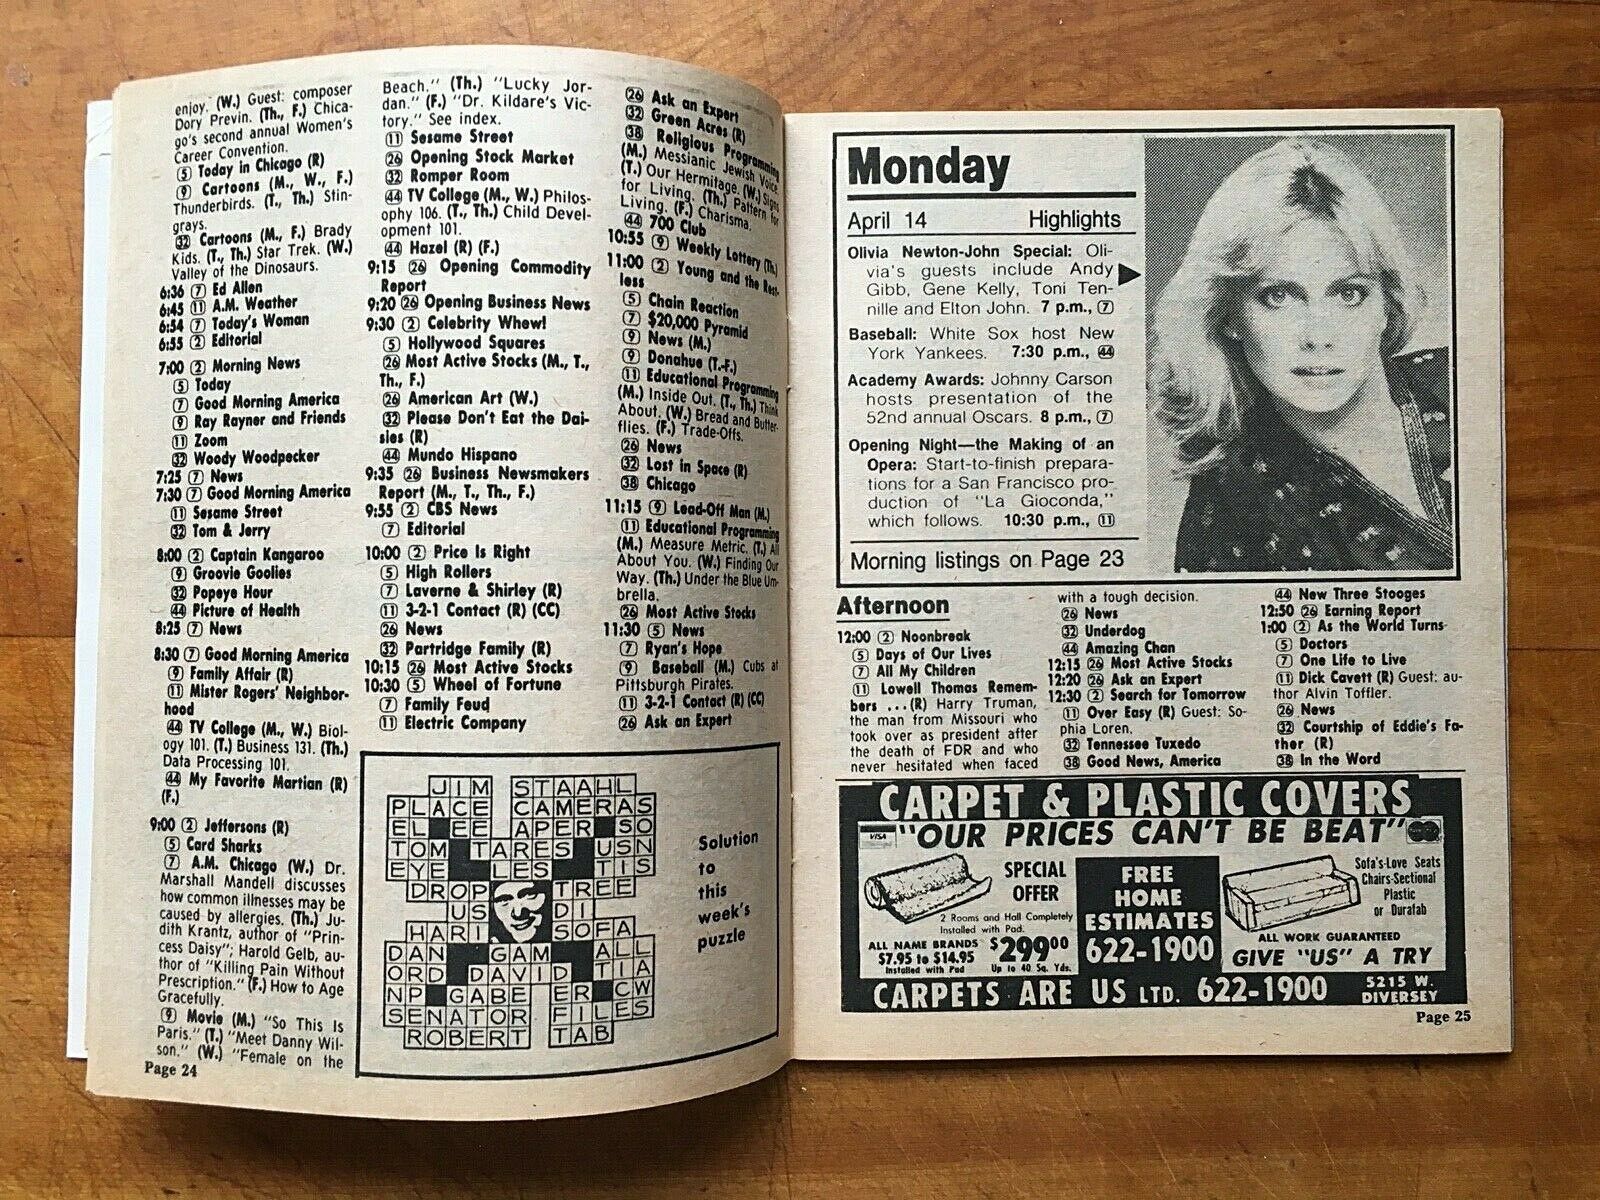 enjoy. (W.) Guest: composer
Dory Previn. (Th., F.) Chica-
go's second annual Women's
Career Convention.
(5) Today in Chicago (R)
(9) Cartoons (M., W., F.)
Thunderbirds. (T., Th.) Stin-
grays.
(32) Cartoons (M., F.) Brady
Kids. (T., Th.) Star Trek. (W.)
Valley of the Dinosaurs.
6:36 (7) Ed Allen
6:45 (11) A.M. Weather
6:54 (7) Today's Woman
6:55 (2) Editorial
7:00 (2) Morning News
(5) Today
(7) Good Morning America
(9) Ray Rayner and Friends
(11) Zoom
(32) Woody Woodpecker
7:25 (7) News
7:30 (7) Good Morning America
(11) Sesame Street
(32) Tom & Jerry
8:00 (2) Captain Kangaroo
(9) Groovie Goolies
(32) Popeye Hour
(44) Picture of Health
8:25 (7) News
8:30 (7) Good Morning America
(9) Family Affair (R)
(11) Mister Rogers' Neighbor-
hood
(44) TV College (M., W.) Biol-
ogy 101. (T.) Business 131. (Th.)
Data Processing 101.
(44) My Favorite Martian (R)
(F.)
9:00 (2) Jeffersons (R)
(5) Card Sharks
(7) A.M. Chicago (W.) Dr.
Marshall Mandell discusses
how common illnesses may be
caused by allergies. (Th.) Ju-
dith Krantz, author of "Prin-
cess Daisy"; Harold Gelb, au-
thor of "Killing Pain Without
Prescription." (F.) How to Age
Gracefully.
(9) Movie (M.) "So This Is
Paris." (T.) "Meet Danny Wil-
son." (W.) "Female on the
Page 24
Beach." (Th.) "Lucky Jor-
dan." (F.) "Dr. Kildare's Vic-
tory." See index.
(11) Sesame Street
(26) Opening Stock Market
(32) Romper Room
(44) TV College (M., W.) Philos-
ophy 106. (T., Th.) Child Devel-
opment 101.
(44) Hazel (R) (F.)
9:15 (26) Opening Commodity
Report
9:20 (26) Opening Business News
9:30 (2) Celebrity Whew!
(5) Hollywood Squares
(26) Most Active Stocks (M., T.,
Th., F.)
(26) American Art (W.)
(32) Please Don't Eat the Dai-
sies (R)
(44) Mundo Hispano
9:35 (26) Business Newsmakers
Report (M., T., Th., F.)
9:55 (2) CBS News
(7) Editorial
10:00 (2) Price Is Right
(5) High Rollers
(7) Laverne & Shirley (R)
(11) 3-2-1 Contact (R) (CC)
(26) News
(32) Partridge Family (R)
10:15 (26) Most Active Stocks
10:30 (5) Wheel of Fortune
(7) Family Feud
(11) Electric Company
(26) Ask an Expert
(32) Green Acres (R)
(38) Religious Programming
(M.) Messianic Jewish Voice.
(T.) Our Hermitage. (W.) Signs
for Living. (Th.) Pattern for
Living. (F.) Charisma.
(44) 700 Club
10:55 (9) Weekly Lottery (Th.)
11:00 (2) Young and the Rest-
less
(5) Chain Reaction
(7) $20,000 Pyramid
(9) News (M.)
(9) Donahue (T.-F.)
(11) Educational Programming
(M.) Inside Out. (T., Th.) Think
About. (W.) Bread and Butter-
flies. (F.) Trade-Offs.
(26) News
(32) Lost in Space (R)
(38) Chicago
11:15 (9) Lead-Off Man (M.)
(11) Educational Programming
(M.) Measure Metric. (T.) All
About You. (W.) Finding Our
Way. (Th.) Under the Blue Um-
brella.
(26) Most Active Stocks
11:30 (5) News
(7) Ryan's Hope
(9) Baseball (M.) Cubs at
Pittsburgh Pirates.
(11) 3-2-1 Contact (R) (CC)
(26) Ask an Expert
JIM STAAHL
PLACE CAMERAS
EL EE APER SO
TOM TARES USN
EYE LES TIS
DROP TREE
US DI
HARI SOFA
DAN GAM ALL
ORD DAVID TIA
NP GABE ER CW
SENATOR FILES
ROBERT TAB
Solution
to
this
week's
puzzle
Monday
April 14 Highlights
Olivia Newton-John Special: Oli-
via's guests include Andy
Gibb, Gene Kelly, Toni Ten-
nille and Elton John. 7 p.m., (7)
Baseball: White Sox host New
York Yankees. 7:30 p.m., (44)
Academy Awards: Johnny Carson
hosts presentation of the
52nd annual Oscars. 8 p.m., (7)
Opening Night—the Making of an
Opera: Start-to-finish prepara-
tions for a San Francisco pro-
duction of "La Gioconda,"
which follows. 10:30 p.m., (11)
Morning listings on Page 23
Afternoon
12:00 (2) Noonbreak
(5) Days of Our Lives
(7) All My Children
(11) Lowell Thomas Remem-
bers ...(R) Harry Truman,
the man from Missouri who
took over as president after
the death of FDR and who
never hesitated when faced
with a tough decision.
(26) News
(32) Underdog
(44) Amazing Chan
12:15 (26) Most Active Stocks
12:20 (26) Ask an Expert
12:30 (2) Search for Tomorrow
(11) Over Easy (R) Guest: So-
phia Loren.
(32) Tennessee Tuxedo
(38) Good News, America
(44) New Three Stooges
12:50 (26) Earning Report
1:00 (2) As the World Turns
(5) Doctors
(7) One Life to Live
(11) Dick Cavett (R) Guest: au-
thor Alvin Toffler.
(26) News
(32) Courtship of Eddie's Fa-
ther (R)
(38) In the Word
CARPET & PLASTIC COVERS
VISA
"OUR PRICES CAN'T BE BEAT"
SPECIAL
OFFER
2 Rooms and Hall Completely
Installed with Pad.
ALL NAME BRANDS
$7.95 to $14.95
Installed with Pad
$299.00
Up to 40 Sq. Yds.
FREE
HOME
ESTIMATES
622-1900
Sofa's-Love Seats
Chairs-Sectional
Plastic
or Durafab
ALL WORK GUARANTEED
GIVE "US" A TRY
CARPETS ARE US LTD. 622-1900
5215 W.
DIVERSEY
Page 25